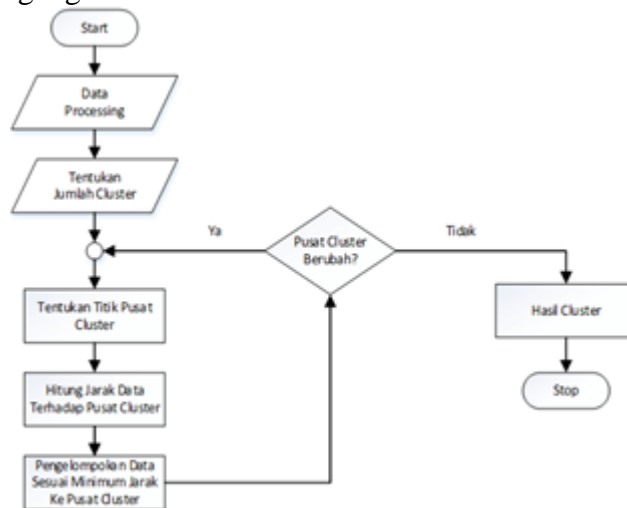 Start
Data
Processing
Tentukan
Jumlah Cluster
Ya
Pusat Cluster
Berubah?
Tidak
Tentukan Titik Pusat
Cluster
Hasil Cluster
Hitung Jarak Data
Terhadap Pusat Cluster
Stop
Pengelompokan Data
Sesuai Minimum Jarak
Ke Pusat Cluster